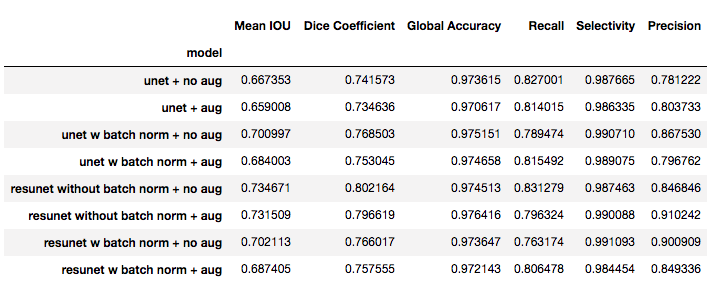 Mean IOU Dice Coefficient Global Accuracy Recall Selectivity Precision
model
unet + no aug 0.667353 0.741573 0.973615 0.827001 0.987665 0.781222
unet + aug 0.659008 0.734636 0.970617 0.814015 0.986335 0.803733
unet w batch norm + no aug 0.700997 0.768503 0.975151 0.789474 0.990710 0.867530
unet w batch norm + aug 0.684003 0.753045 0.974658 0.815492 0.989075 0.796762
resunet without batch norm + no aug 0.734671 0.802164 0.974513 0.831279 0.987463 0.846846
resunet without batch norm + aug 0.731509 0.796619 0.976416 0.796324 0.990088 0.910242
resunet w batch norm + no aug 0.702113 0.766017 0.973647 0.763174 0.991093 0.900909
resunet w batch norm + aug 0.687405 0.757555 0.972143 0.806478 0.984454 0.849336